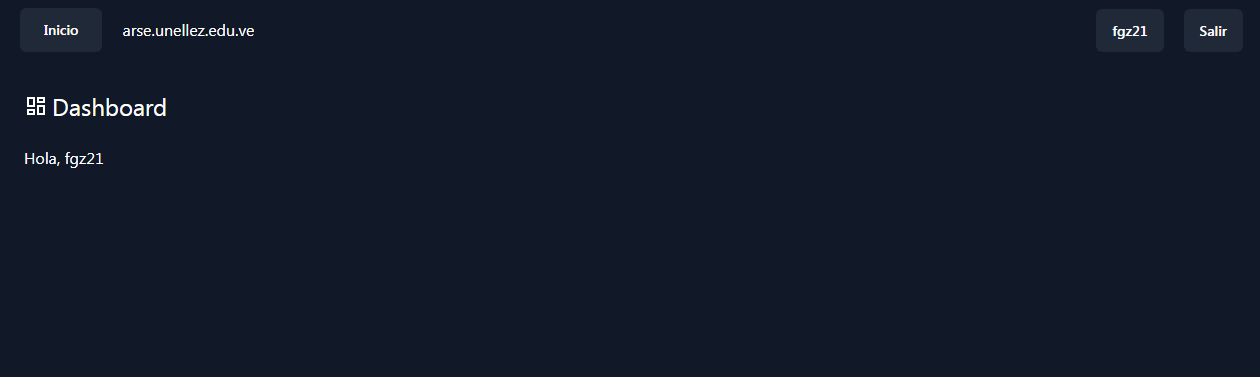 Inicio arse.unellez.edu.ve fgz21 Salir
Dashboard
Hola, fgz21